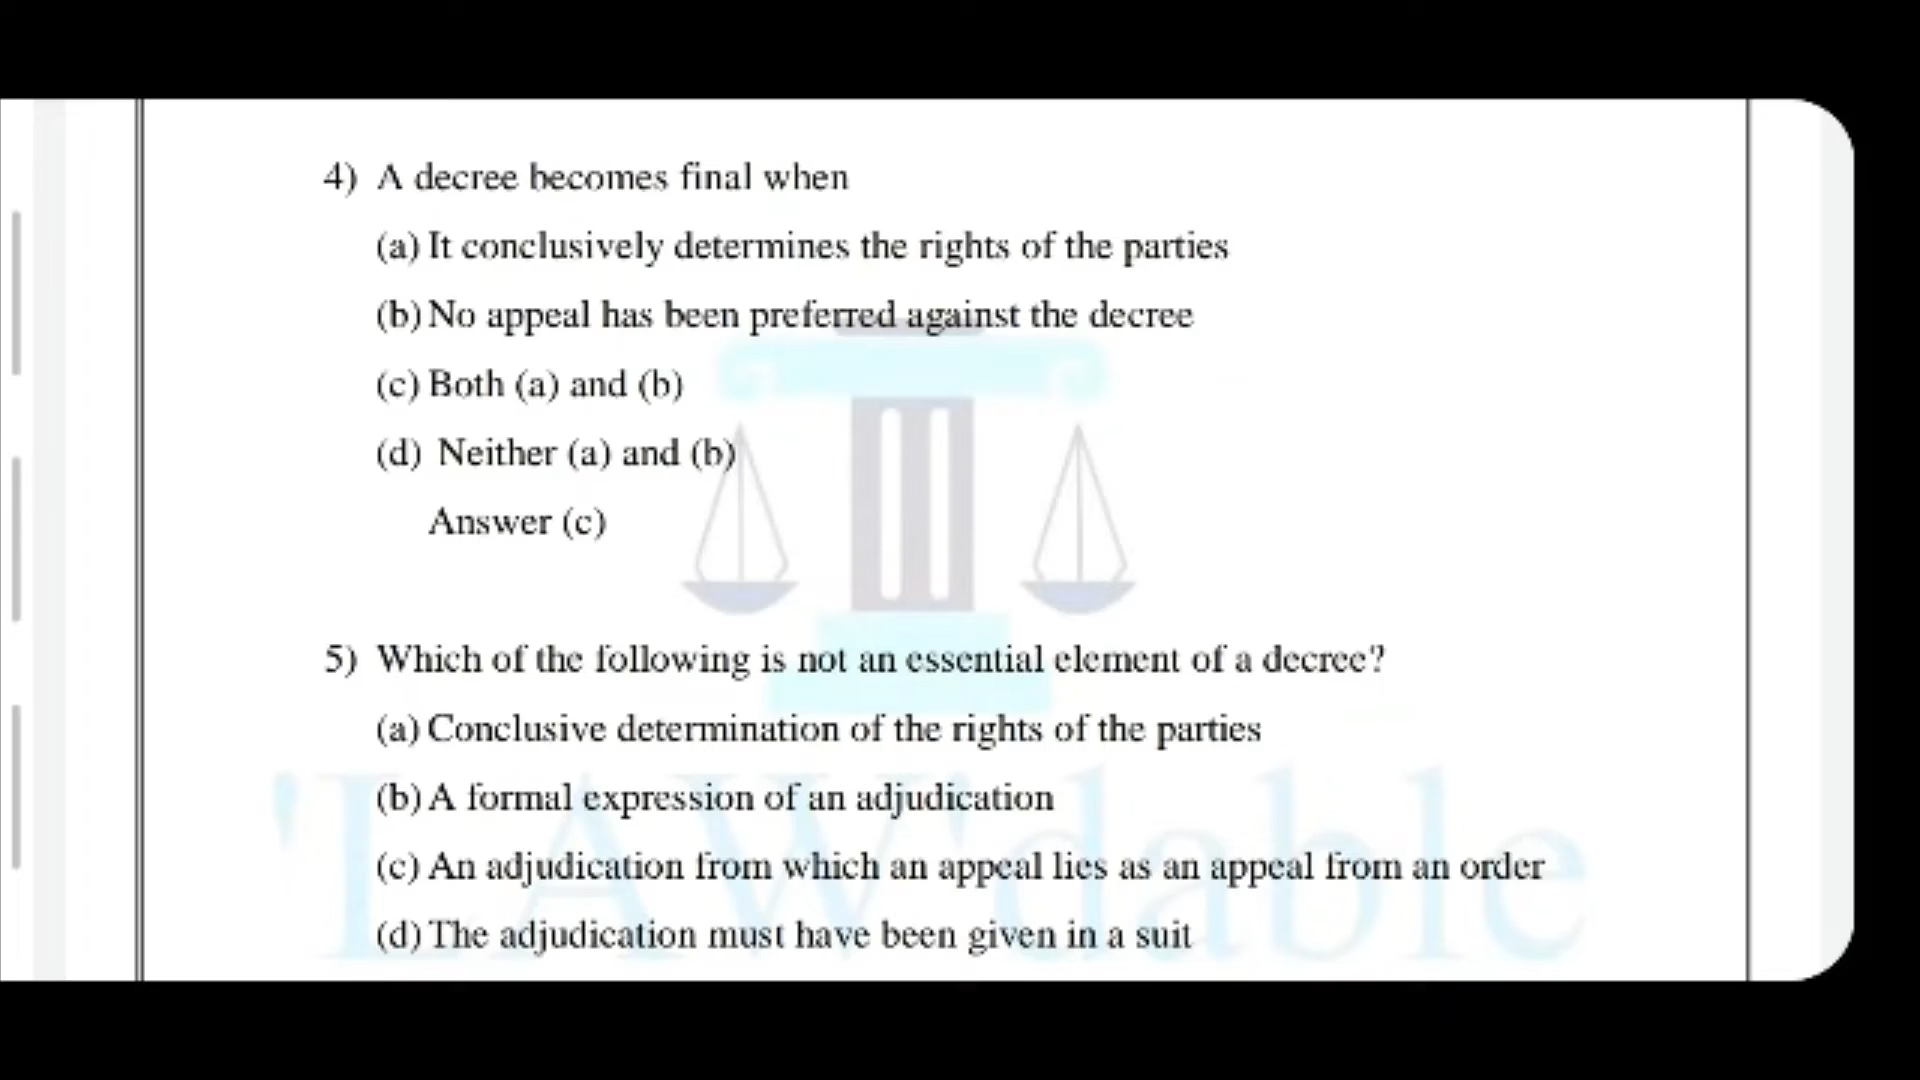 4) A decree becomes final when
(a) It conclusively determines the rights of the parties
(b) No appeal has been preferred against the decree
(c) Both (a) and (b)
(d) Neither (a) and (b)
Answer (c)
5) Which of the following is not an essential element of a decree?
(a) Conclusive determination of the rights of the parties
(b) A formal expression of an adjudication
(c) An adjudication from which an appeal lies as an appeal from an order
(d) The adjudication must have been given in a suit
'LAW'dable